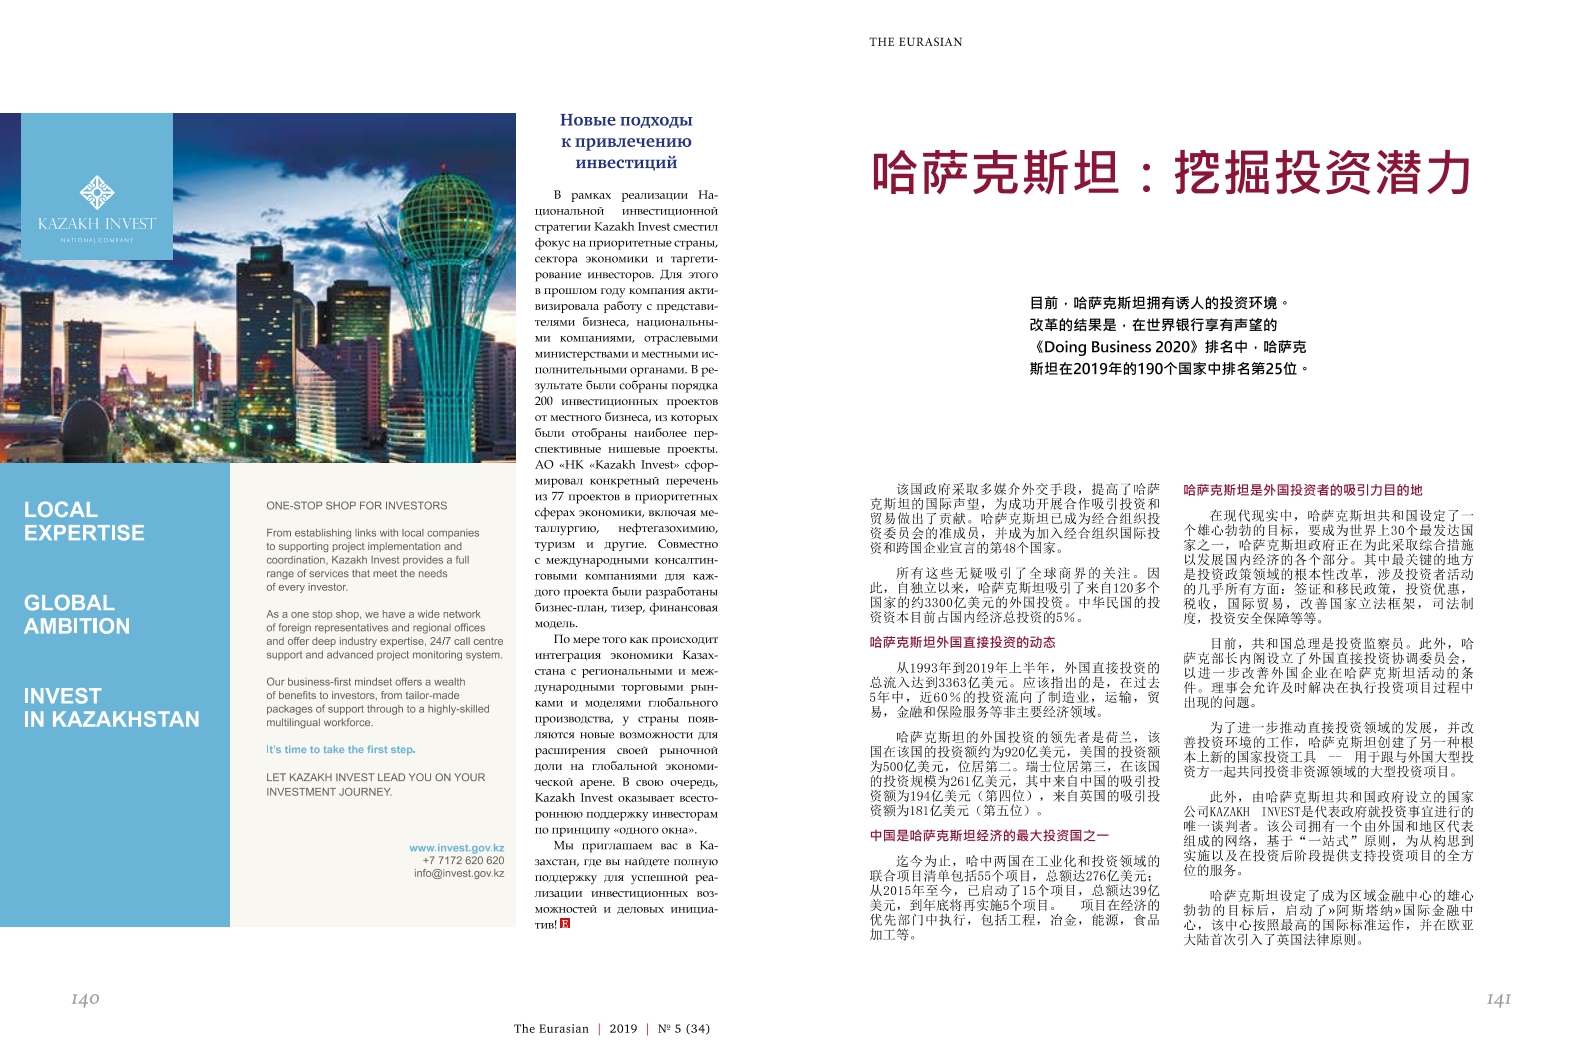 KAZAKH INVEST
NATIONAL COMPANY
LOCAL
EXPERTISE
GLOBAL
AMBITION
INVEST
IN KAZAKHSTAN
ONE-STOP SHOP FOR INVESTORS
From establishing links with local companies
to supporting project implementation and
coordination, Kazakh Invest provides a full
range of services that meet the needs
of every investor.
As a one stop shop, we have a wide network
of foreign representatives and regional offices
and offer deep industry expertise, 24/7 call centre
support and advanced project monitoring system.
Our business-first mindset offers a wealth
of benefits to investors, from tailor-made
packages of support through to a highly-skilled
multilingual workforce.
It's time to take the first step.
LET KAZAKH INVEST LEAD YOU ON YOUR
INVESTMENT JOURNEY.
www.invest.gov.kz
+7 7172 620 620
info@invest.gov.kz
Новые подходы
к привлечению
инвестиций
В рамках реализации На-
циональной инвестиционной
стратегии Kazakh Invest сместил
фокус на приоритетные страны,
сектора экономики и таргети-
рование инвесторов. Для этого
в прошлом году компания акти-
визировала работу с представи-
телями бизнеса, национальны-
ми компаниями, отраслевыми
министерствами и местными ис-
полнительными органами. В ре-
зультате были собраны порядка
200 инвестиционных проектов
от местного бизнеса, из которых
были отобраны наиболее пер-
спективные нишевые проекты.
АО «НК «Kazakh Invest» сфор-
мировал конкретный перечень
из 77 проектов в приоритетных
сферах экономики, включая ме-
таллургию, нефтегазохимию,
туризм и другие. Совместно
с международными консалтин-
говыми компаниями для каж-
дого проекта были разработаны
бизнес-план, тизер, финансовая
модель.
По мере того как происходит
интеграция экономики Казах-
стана с региональными и меж-
дународными торговыми рын-
ками и моделями глобального
производства, у страны появ-
ляются новые возможности для
расширения своей рыночной
доли на глобальной экономи-
ческой арене. В свою очередь,
Kazakh Invest оказывает всесто-
роннюю поддержку инвесторам
по принципу «одного окна».
Мы приглашаем вас в Ка-
захстан, где вы найдете полную
поддержку для успешной реа-
лизации инвестиционных воз-
можностей и деловых инициа-
тив! E
140
The Eurasian | 2019 | № 5 (34)
THE EURASIAN
哈萨克斯坦：挖掘投资潜力
目前，哈萨克斯坦拥有诱人的投资环境。
改革的结果是，在世界银行享有声望的
《Doing Business 2020》排名中，哈萨克
斯坦在2019年的190个国家中排名第25位。
该国政府采取多媒介外交手段，提高了哈萨
克斯坦的国际声望，为成功开展合作吸引投资和
贸易做出了贡献。哈萨克斯坦已成为经合组织投
资委员会的准成员，并成为加入经合组织国际投
资和跨国企业宣言的第48个国家。
所有这些无疑吸引了全球商界的关注。因
此，自独立以来，哈萨克斯坦吸引了来自120多个
国家的约3300亿美元的外国投资。中华民国的投
资资本目前占国内经济总投资的5%。
哈萨克斯坦外国直接投资的动态
从1993年到2019年上半年，外国直接投资的
总流入达到3363亿美元。应该指出的是，在过去
5年中，近60%的投资流向了制造业，运输，贸
易，金融和保险服务等非主要经济领域。
哈萨克斯坦的外国投资的领先者是荷兰，该
国在该国的投资额约为920亿美元，美国的投资额
为500亿美元，位居第二。瑞士位居第三，在该国
的投资规模为261亿美元，其中来自中国的吸引投
资额为194亿美元（第四位），来自英国的吸引投
资额为181亿美元（第五位）。
中国是哈萨克斯坦经济的最大投资国之一
迄今为止，哈中两国在工业化和投资领域的
联合项目清单包括55个项目，总额达276亿美元；
从2015年至今，已启动了15个项目，总额达39亿
美元，到年底将再实施5个项目。 项目在经济的
优先部门中执行，包括工程，冶金，能源，食品
加工等。
哈萨克斯坦是外国投资者的吸引力目的地
在现代现实中，哈萨克斯坦共和国设定了一
个雄心勃勃的目标，要成为世界上30个最发达国
家之一，哈萨克斯坦政府正在为此采取综合措施
以发展国内经济的各个部分。其中最关键的地方
是投资政策领域的根本性改革，涉及投资者活动
的几乎所有方面：签证和移民政策，投资优惠，
税收，国际贸易，改善国家立法框架，司法制
度，投资安全保障等等。
目前，共和国总理是投资监察员。此外，哈
萨克部长内阁设立了外国直接投资协调委员会，
以进一步改善外国企业在哈萨克斯坦活动的条
件。理事会允许及时解决在执行投资项目过程中
出现的问题。
为了进一步推动直接投资领域的发展，并改
善投资环境的工作，哈萨克斯坦创建了另一种根
本上新的国家投资工具 —— 用于跟与外国大型投
资方一起共同投资非资源领域的大型投资项目。
此外，由哈萨克斯坦共和国政府设立的国家
公司KAZAKH INVEST是代表政府就投资事宜进行的
唯一谈判者。该公司拥有一个由外国和地区代表
组成的网络，基于“一站式”原则，为从构思到
实施以及在投资后阶段提供支持投资项目的全方
位的服务。
哈萨克斯坦设定了成为区域金融中心的雄心
勃勃的目标后，启动了»阿斯塔纳»国际金融中
心，该中心按照最高的国际标准运作，并在欧亚
大陆首次引入了英国法律原则。
141